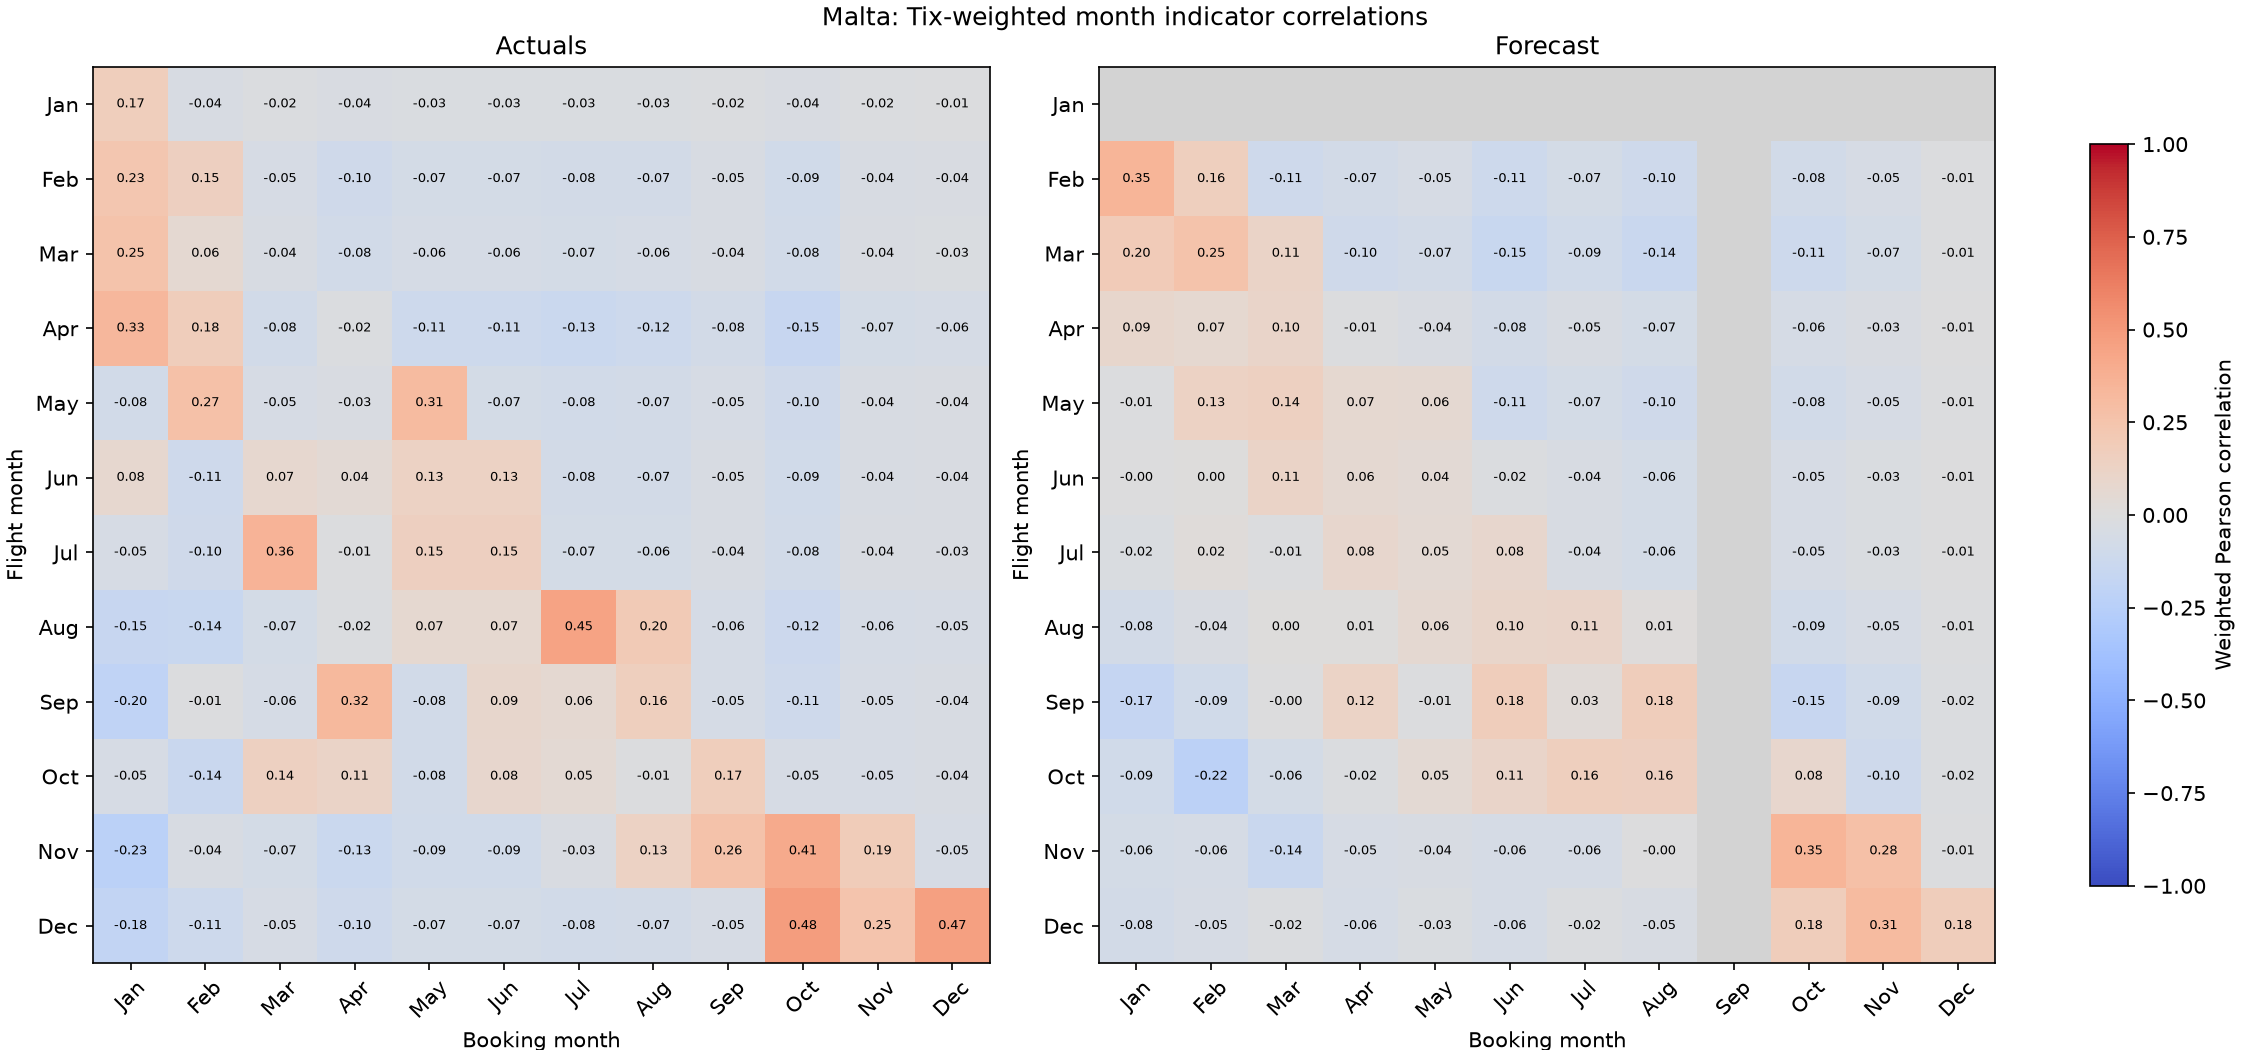 Malta: Tix-weighted month indicator correlations
Actuals
Flight month
Jan 0.17 -0.04 -0.02 -0.04 -0.03 -0.03 -0.03 -0.03 -0.02 -0.04 -0.02 -0.01
Feb 0.23 0.15 -0.05 -0.10 -0.07 -0.07 -0.08 -0.07 -0.05 -0.09 -0.04 -0.04
Mar 0.25 0.06 -0.04 -0.08 -0.06 -0.06 -0.07 -0.06 -0.04 -0.08 -0.04 -0.03
Apr 0.33 0.18 -0.08 -0.02 -0.11 -0.11 -0.13 -0.12 -0.08 -0.15 -0.07 -0.06
May -0.08 0.27 -0.05 -0.03 0.31 -0.07 -0.08 -0.07 -0.05 -0.10 -0.04 -0.04
Jun 0.08 -0.11 0.07 0.04 0.13 0.13 -0.08 -0.07 -0.05 -0.09 -0.04 -0.04
Jul -0.05 -0.10 0.36 -0.01 0.15 0.15 -0.07 -0.06 -0.04 -0.08 -0.04 -0.03
Aug -0.15 -0.14 -0.07 -0.02 0.07 0.07 0.45 0.20 -0.06 -0.12 -0.06 -0.05
Sep -0.20 -0.01 -0.06 0.32 -0.08 0.09 0.06 0.16 -0.05 -0.11 -0.05 -0.04
Oct -0.05 -0.14 0.14 0.11 -0.08 0.08 0.05 -0.01 0.17 -0.05 -0.05 -0.04
Nov -0.23 -0.04 -0.07 -0.13 -0.09 -0.09 -0.03 0.13 0.26 0.41 0.19 -0.05
Dec -0.18 -0.11 -0.05 -0.10 -0.07 -0.07 -0.08 -0.07 -0.05 0.48 0.25 0.47
Jan Feb Mar Apr May Jun Jul Aug Sep Oct Nov Dec
Booking month
Forecast
Flight month
Jan
Feb 0.35 0.16 -0.11 -0.07 -0.05 -0.11 -0.07 -0.10 -0.08 -0.05 -0.01
Mar 0.20 0.25 0.11 -0.10 -0.07 -0.15 -0.09 -0.14 -0.11 -0.07 -0.01
Apr 0.09 0.07 0.10 -0.01 -0.04 -0.08 -0.05 -0.07 -0.06 -0.03 -0.01
May -0.01 0.13 0.14 0.07 0.06 -0.11 -0.07 -0.10 -0.08 -0.05 -0.01
Jun -0.00 0.00 0.11 0.06 0.04 -0.02 -0.04 -0.06 -0.05 -0.03 -0.01
Jul -0.02 0.02 -0.01 0.08 0.05 0.08 -0.04 -0.06 -0.05 -0.03 -0.01
Aug -0.08 -0.04 0.00 0.01 0.06 0.10 0.11 0.01 -0.09 -0.05 -0.01
Sep -0.17 -0.09 -0.00 0.12 -0.01 0.18 0.03 0.18 -0.15 -0.09 -0.02
Oct -0.09 -0.22 -0.06 -0.02 0.05 0.11 0.16 0.16 0.08 -0.10 -0.02
Nov -0.06 -0.06 -0.14 -0.05 -0.04 -0.06 -0.06 -0.00 0.35 0.28 -0.01
Dec -0.08 -0.05 -0.02 -0.06 -0.03 -0.06 -0.02 -0.05 0.18 0.31 0.18
Jan Feb Mar Apr May Jun Jul Aug Sep Oct Nov Dec
Booking month
1.00
0.75
0.50
0.25
0.00
−0.25
−0.50
−0.75
−1.00
Weighted Pearson correlation